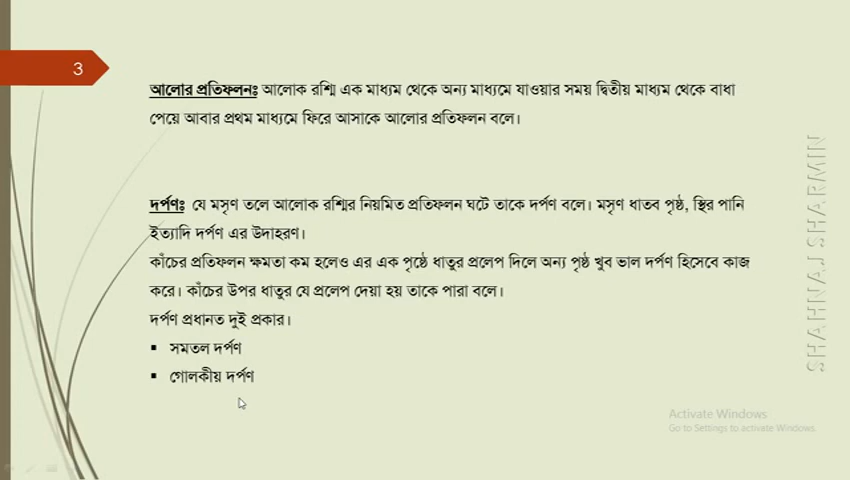 3
আলোর প্রতিফলনঃ আলোক রশ্মি এক মাধ্যম থেকে অন্য মাধ্যমে যাওয়ার সময় দ্বিতীয় মাধ্যম থেকে বাধা
পেয়ে আবার প্রথম মাধ্যমে ফিরে আসাকে আলোর প্রতিফলন বলে।
দর্পণঃ যে মসৃণ তলে আলোক রশ্মির নিয়মিত প্রতিফলন ঘটে তাকে দর্পণ বলে। মসৃণ ধাতব পৃষ্ঠ, স্থির পানি
ইত্যাদি দর্পণ এর উদাহরণ।
কাঁচের প্রতিফলন ক্ষমতা কম হলেও এর এক পৃষ্ঠে ধাতুর প্রলেপ দিলে অন্য পৃষ্ঠ খুব ভাল দর্পণ হিসেবে কাজ
করে। কাঁচের উপর ধাতুর যে প্রলেপ দেয়া হয় তাকে পারা বলে।
দর্পণ প্রধানত দুই প্রকার।
▪ সমতল দর্পণ
▪ গোলকীয় দর্পণ
SHAHNAJ SHARMIN
Activate Windows
Go to Settings to activate Windows.